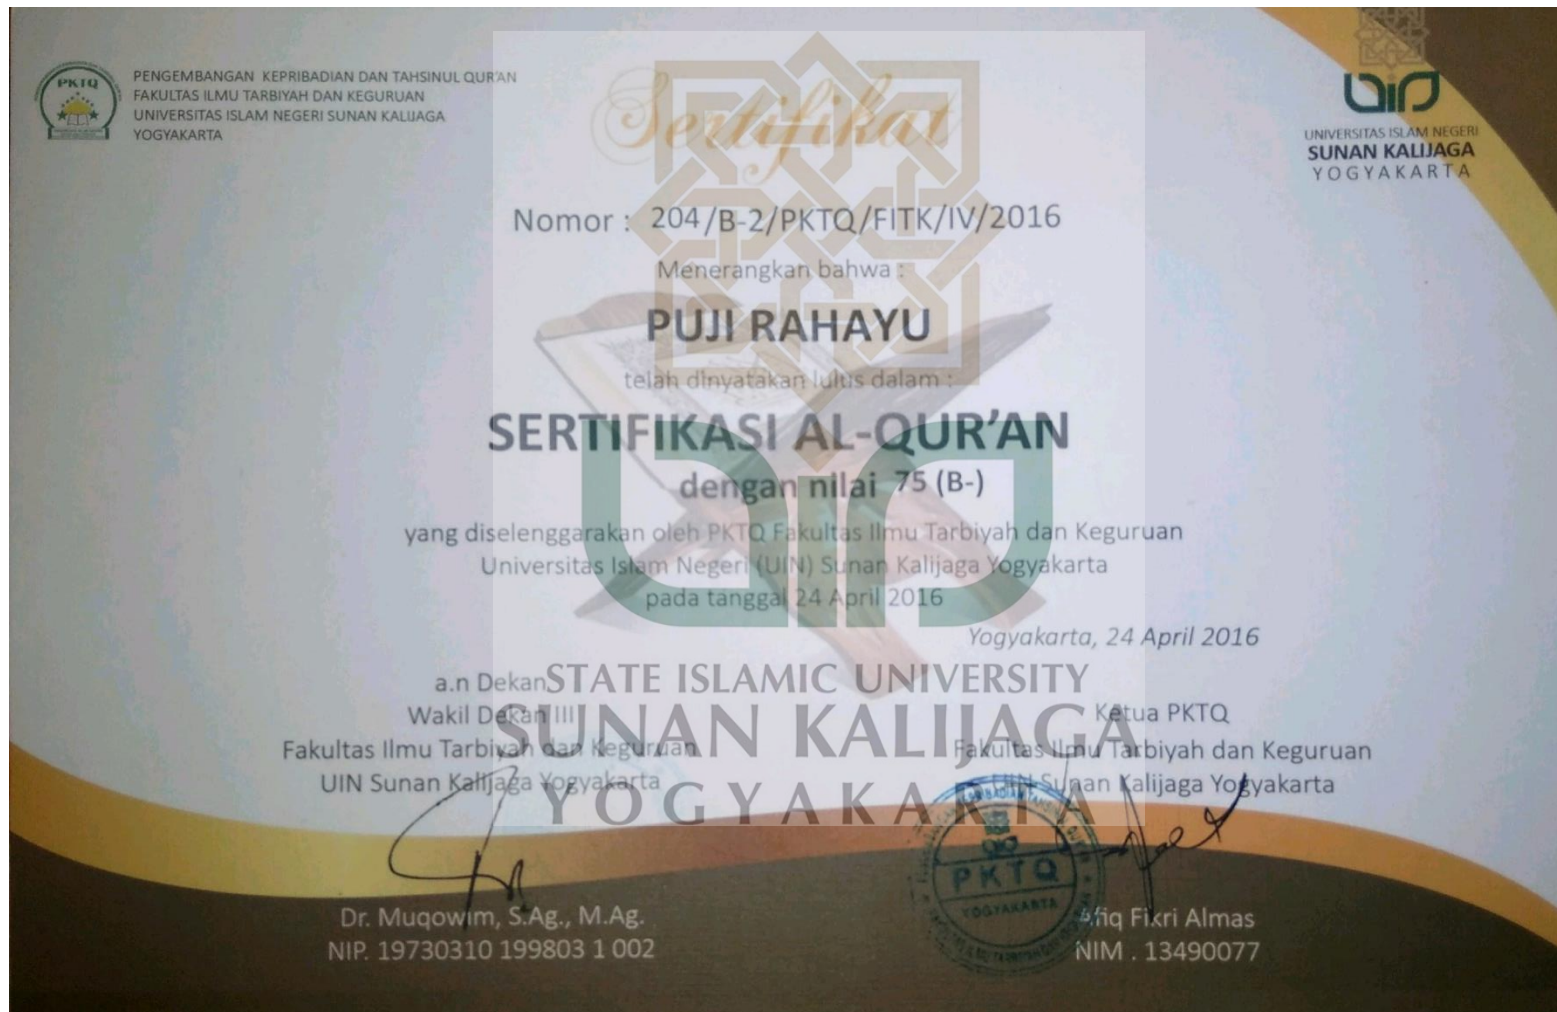 PKTQ
PENGEMBANGAN KEPRIBADIAN DAN TAHSINUL QUR'AN
FAKULTAS ILMU TARBIYAH DAN KEGURUAN
UNIVERSITAS ISLAM NEGERI SUNAN KALIJAGA
YOGYAKARTA
Sertifikat
UIN
UNIVERSITAS ISLAM NEGERI
SUNAN KALIJAGA
YOGYAKARTA
Nomor : 204/B-2/PKTQ/FITK/IV/2016
Menerangkan bahwa :
PUJI RAHAYU
telah dinyatakan lulus dalam :
SERTIFIKASI AL-QUR'AN
dengan nilai 75 (B-)
yang diselenggarakan oleh PKTQ Fakultas Ilmu Tarbiyah dan Keguruan
Universitas Islam Negeri (UIN) Sunan Kalijaga Yogyakarta
pada tanggal 24 April 2016
Yogyakarta, 24 April 2016
a.n Dekan
Wakil Dekan III
Fakultas Ilmu Tarbiyah dan Keguruan
UIN Sunan Kalijaga Yogyakarta
Ketua PKTQ
Fakultas Ilmu Tarbiyah dan Keguruan
UIN Sunan Kalijaga Yogyakarta
STATE ISLAMIC UNIVERSITY
SUNAN KALIJAGA
YOGYAKARTA
PKTQ
YOGYAKARTA
Dr. Muqowim, S.Ag., M.Ag.
NIP. 19730310 199803 1 002
Afiq Fikri Almas
NIM . 13490077